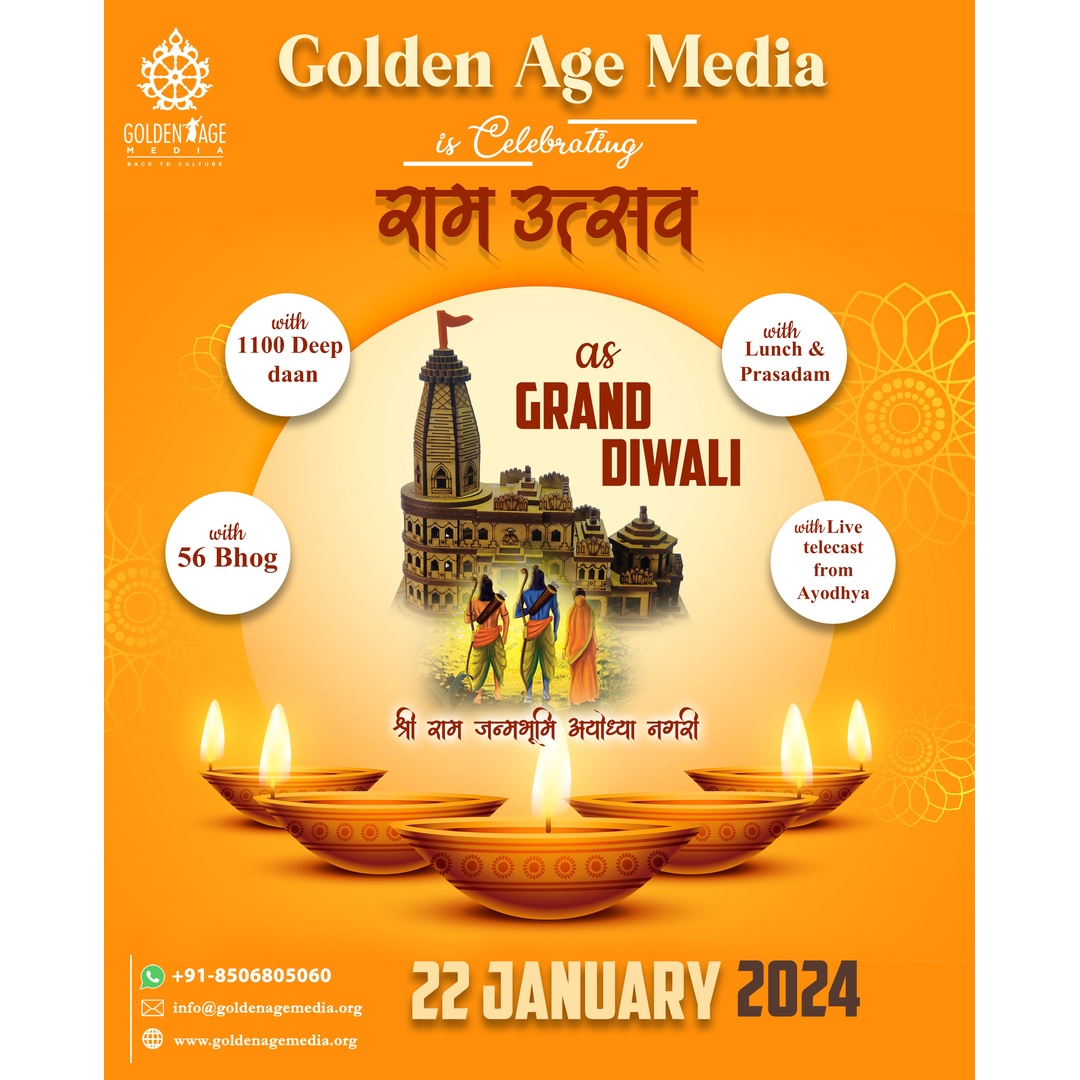 GOLDEN AGE
MEDIA
BACK TO CULTURE
Golden Age Media
is Celebrating
राम उत्सव
with
1100 Deep
daan
with
Lunch &
Prasadam
as
GRAND
DIWALI
with
56 Bhog
with Live
telecast
from
Ayodhya
श्री राम जन्मभूमि अयोध्या नगरी
+91-8506805060
info@goldenagemedia.org
www.goldenagemedia.org
22 JANUARY 2024